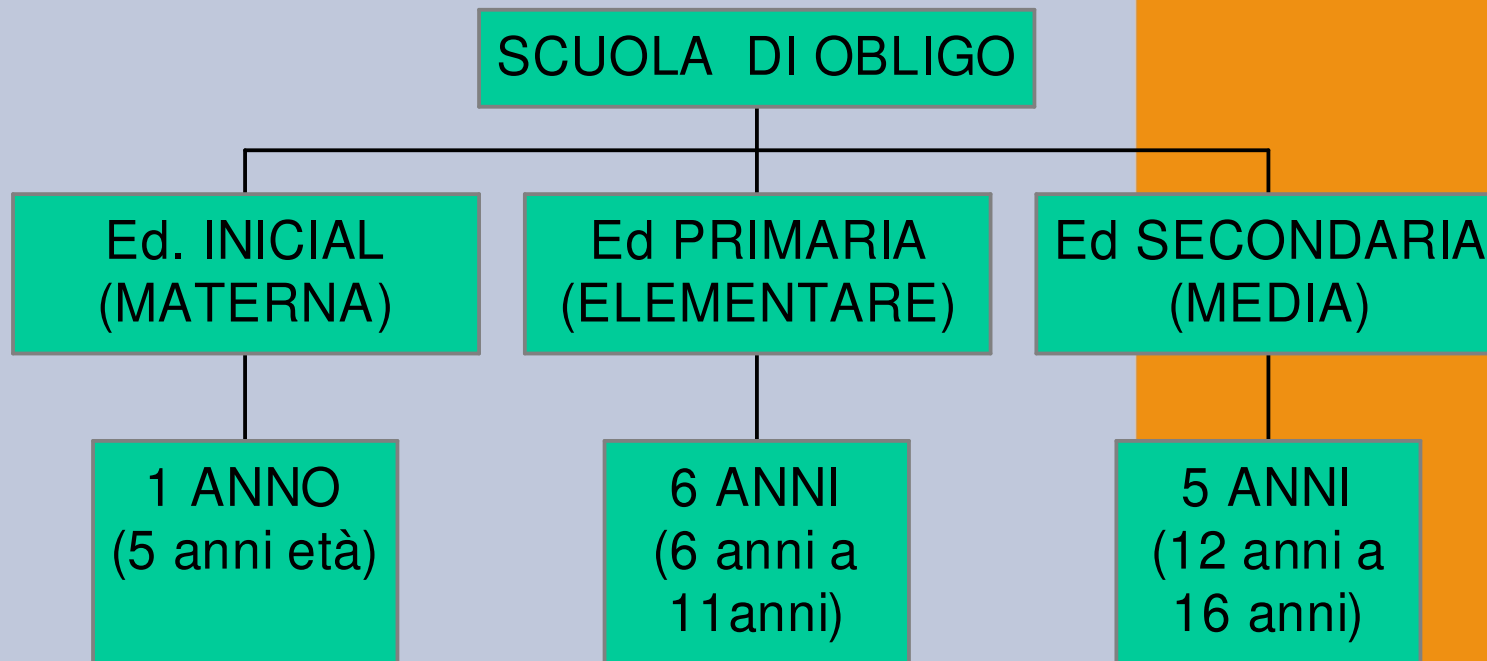 SCUOLA DI OBLIGO
Ed. INICIAL
(MATERNA)
Ed PRIMARIA
(ELEMENTARE)
Ed SECONDARIA
(MEDIA)
1 ANNO
(5 anni età)
6 ANNI
(6 anni a
11anni)
5 ANNI
(12 anni a
16 anni)